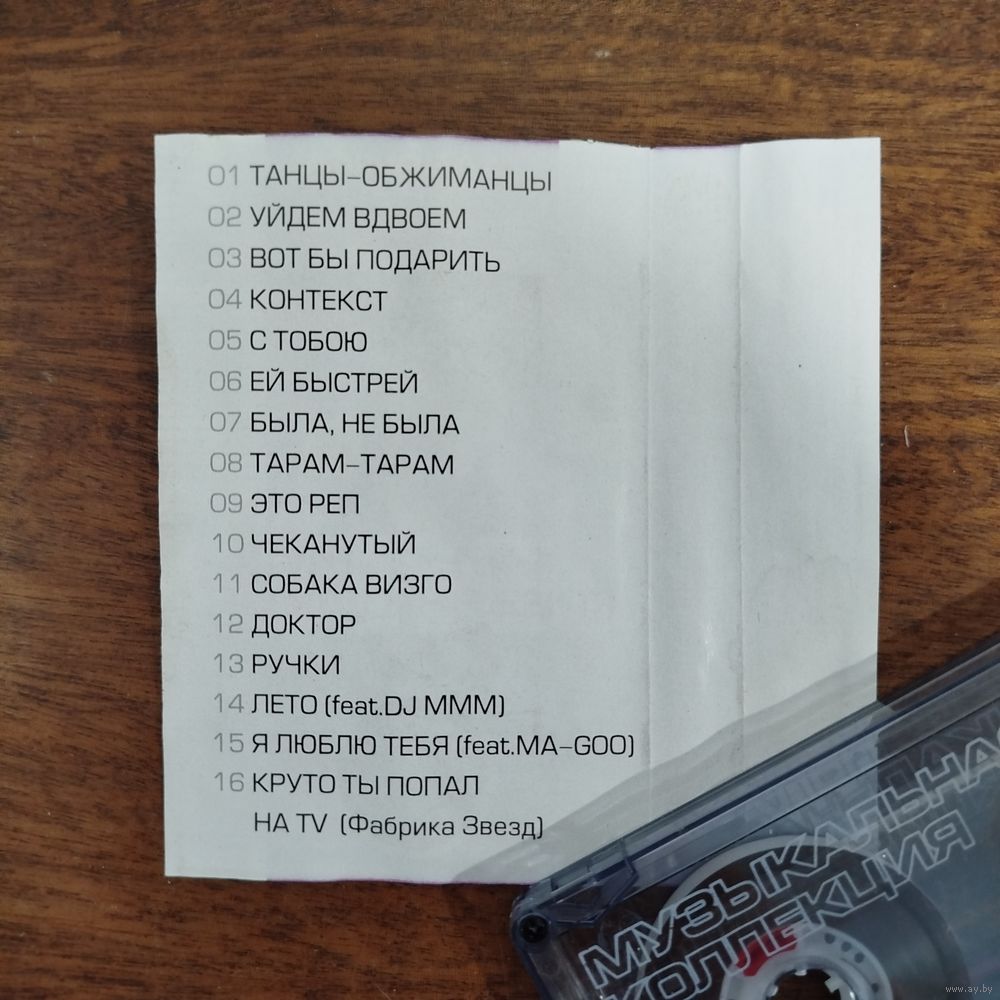 01 ТАНЦЫ-ОБЖИМАНЦЫ
02 УЙДЕМ ВДВОЕМ
03 ВОТ БЫ ПОДАРИТЬ
04 КОНТЕКСТ
05 С ТОБОЮ
06 ЕЙ БЫСТРЕЙ
07 БЫЛА, НЕ БЫЛА
08 ТАРАМ-ТАРАМ
09 ЭТО РЕП
10 ЧЕКАНУТЫЙ
11 СОБАКА ВИЗГО
12 ДОКТОР
13 РУЧКИ
14 ЛЕТО (feat.DJ МММ)
15 Я ЛЮБЛЮ ТЕБЯ (feat.MA-GOO)
16 КРУТО ТЫ ПОПАЛ
НА TV (Фабрика Звезд)
МУЗЫКАЛЬНА
КОЛЛЕКЦИЯ
www.ay.by